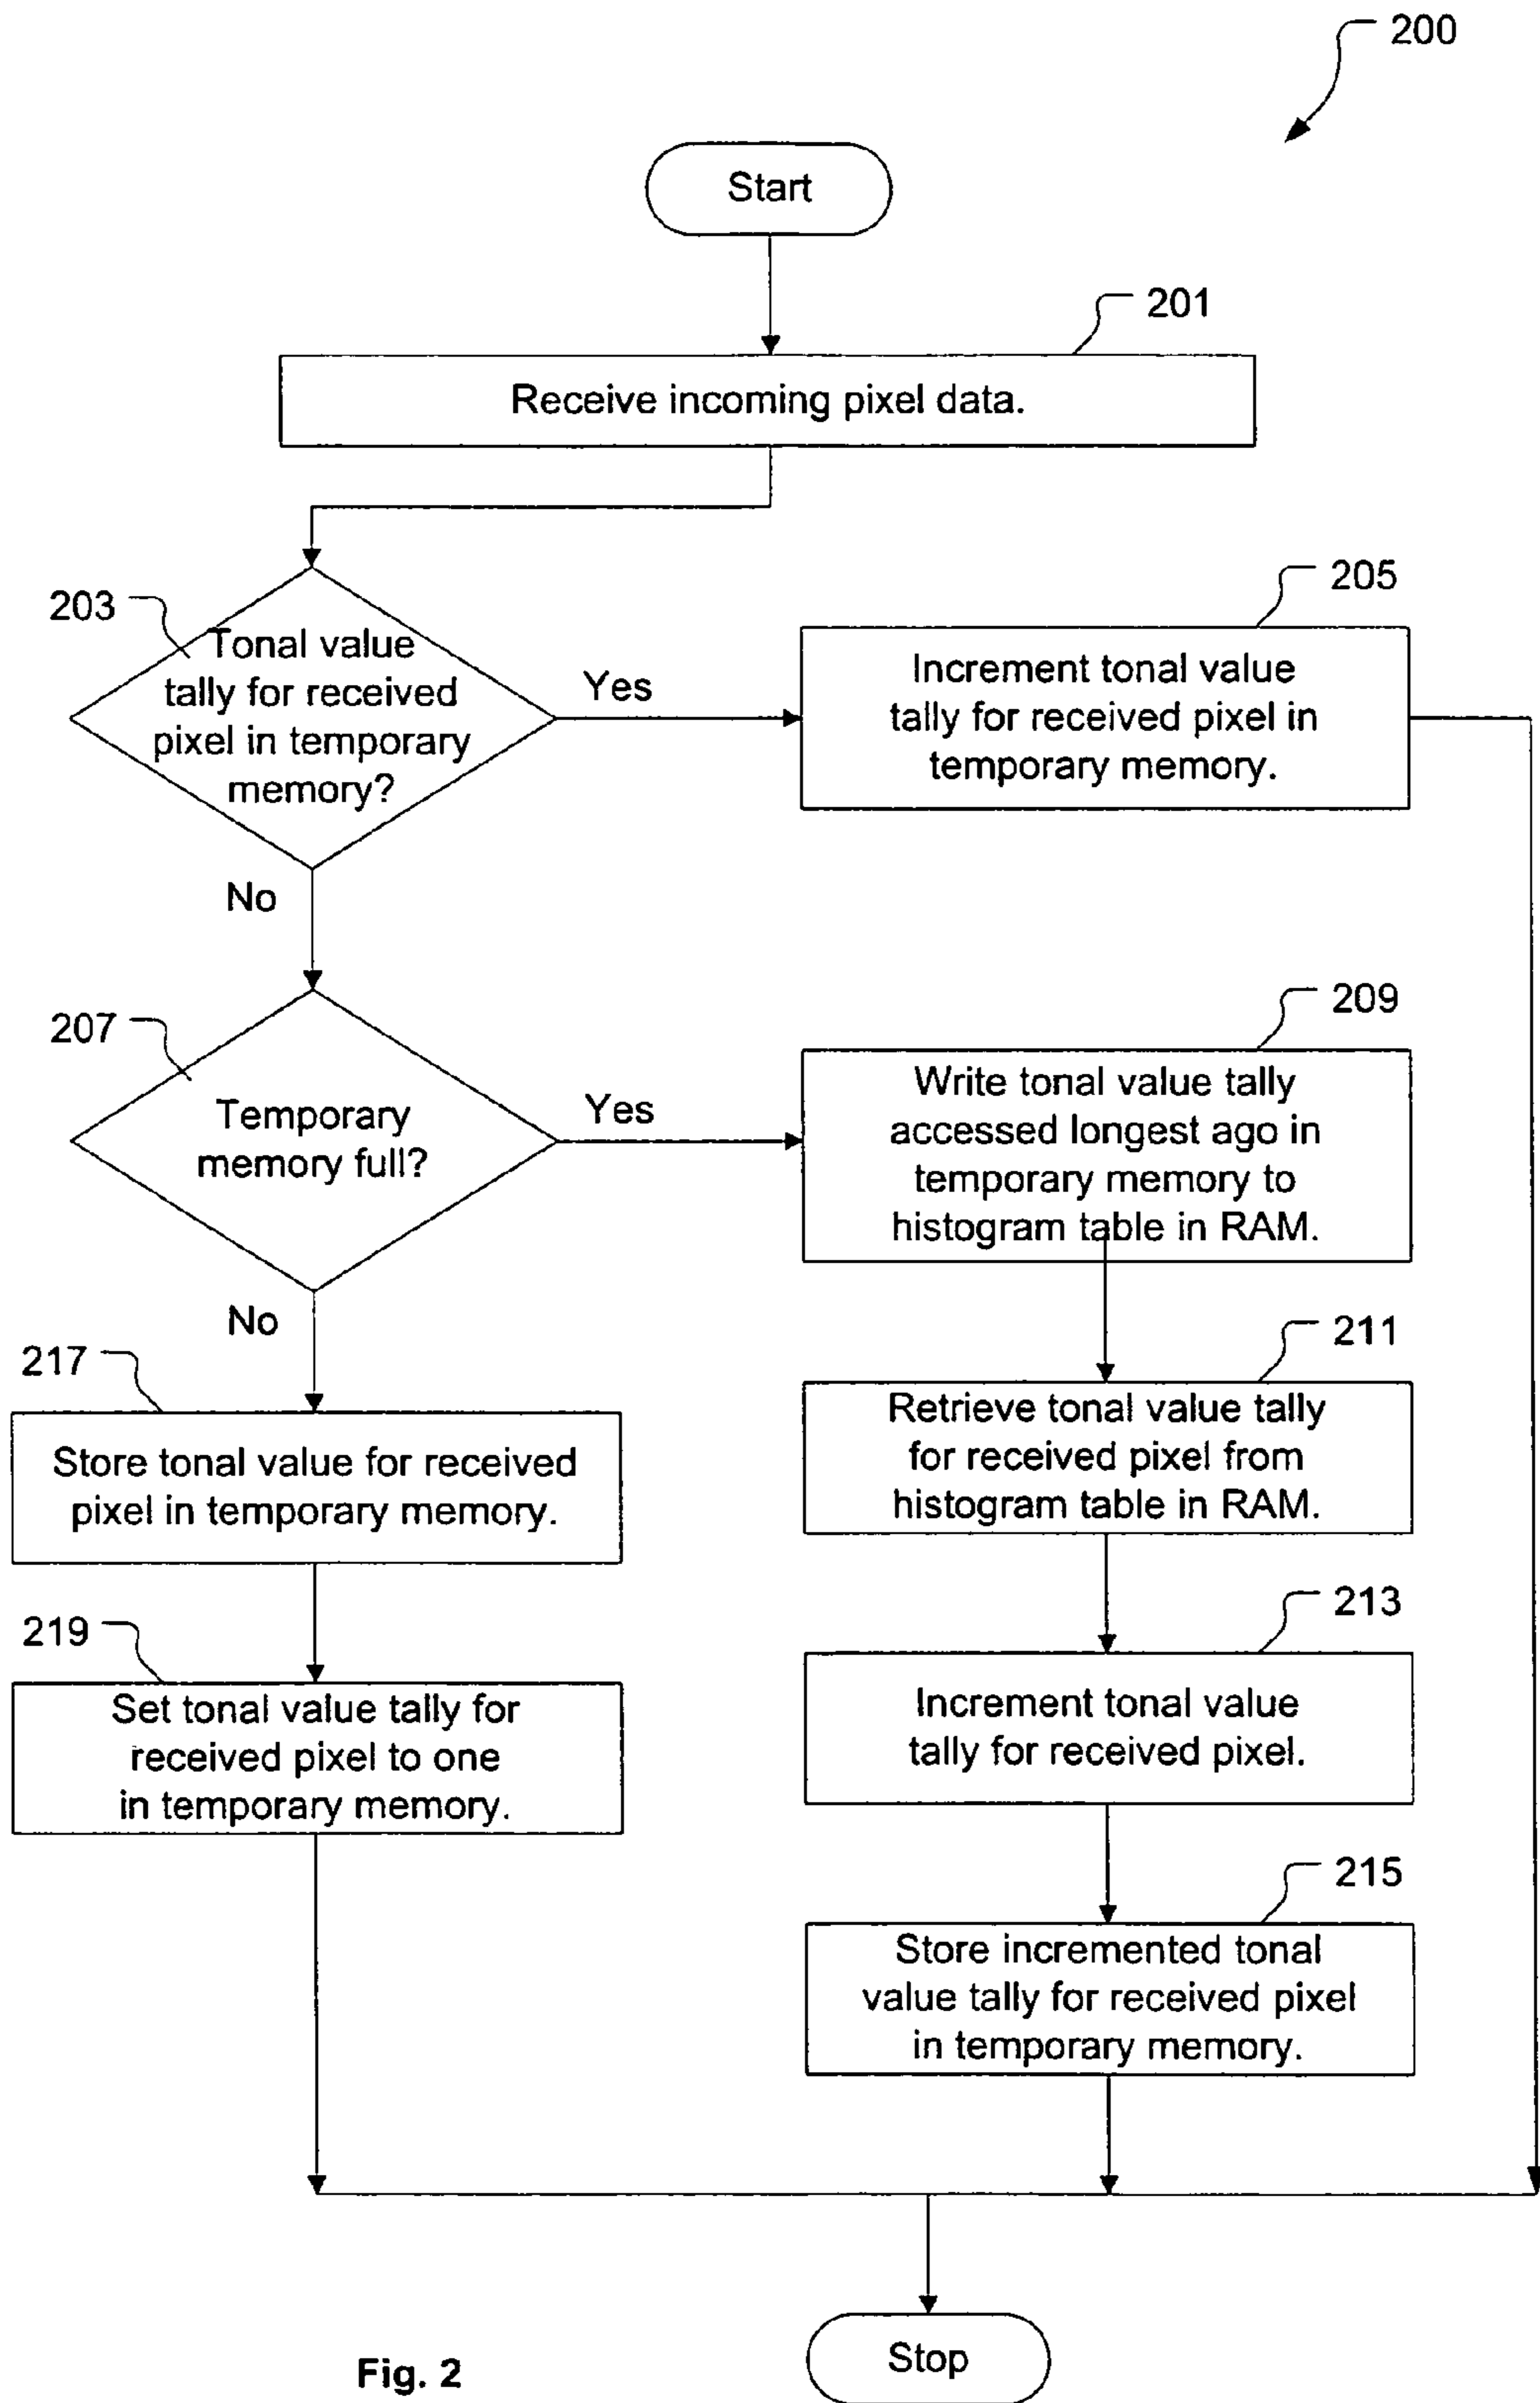 200
Start
201
Receive incoming pixel data.
203
Tonal value
tally for received
pixel in temporary
memory?
Yes
205
Increment tonal value
tally for received pixel in
temporary memory.
No
207
Temporary
memory full?
Yes
209
Write tonal value tally
accessed longest ago in
temporary memory to
histogram table in RAM.
No
211
Retrieve tonal value tally
for received pixel from
histogram table in RAM.
217
Store tonal value for received
pixel in temporary memory.
213
Increment tonal value
tally for received pixel.
219
Set tonal value tally for
received pixel to one
in temporary memory.
215
Store incremented tonal
value tally for received pixel
in temporary memory.
Stop
Fig. 2